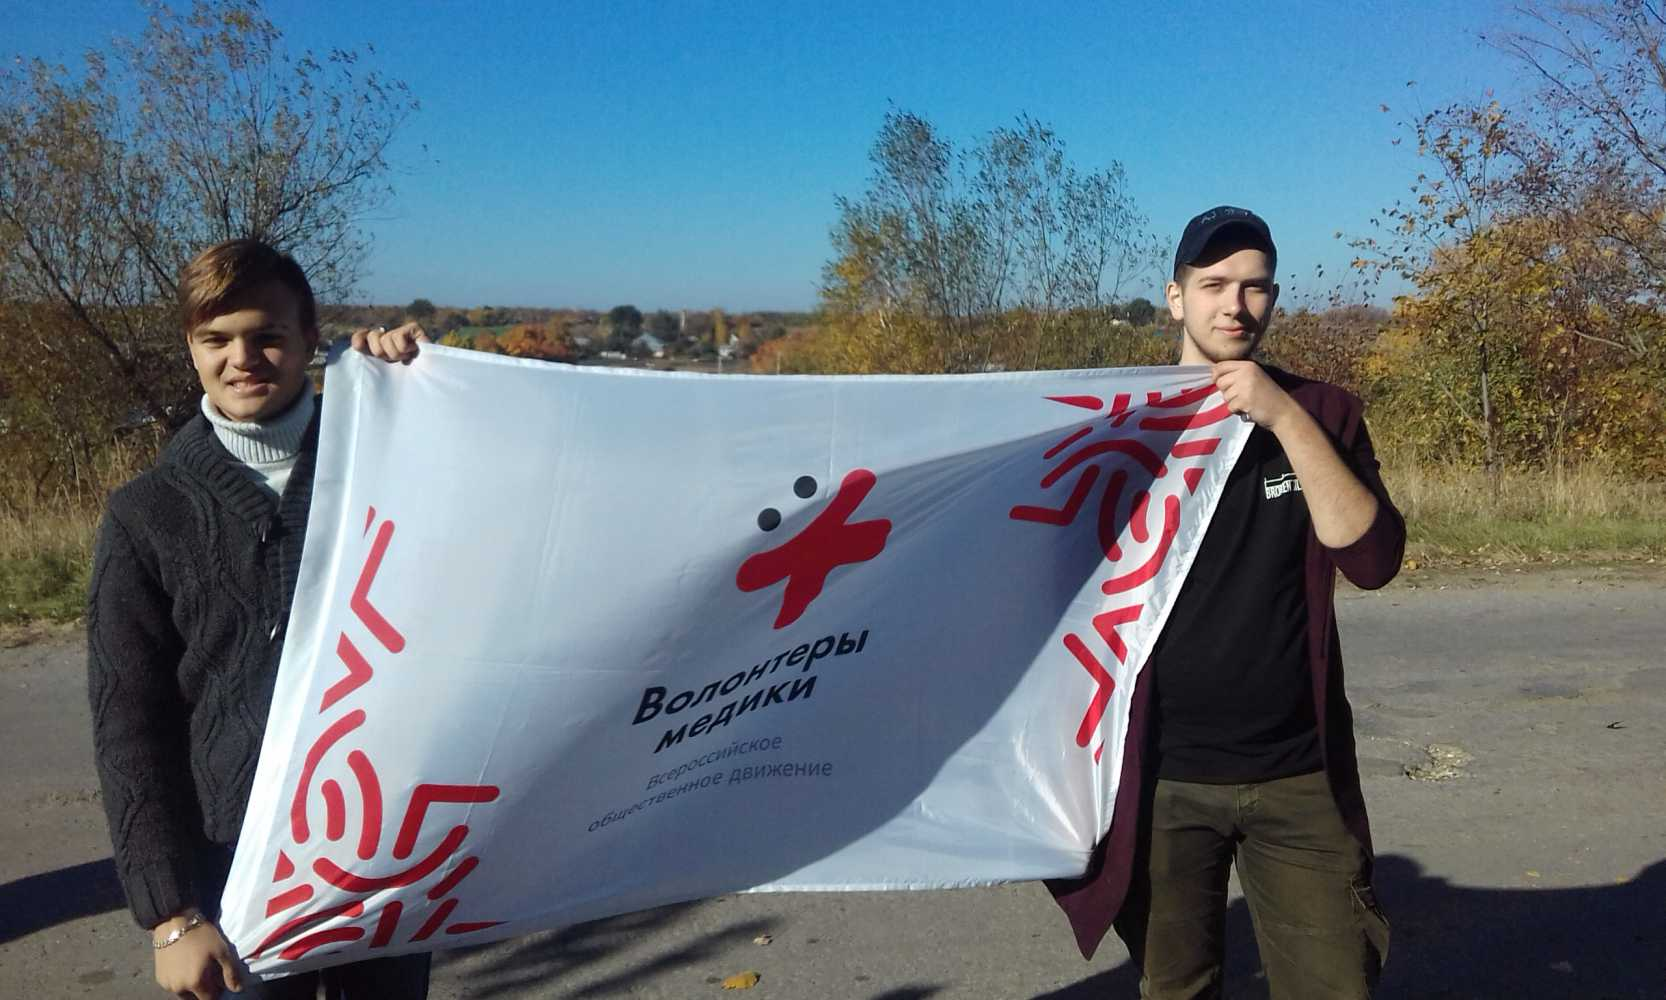 Волонтеры
медики
Всероссийское
общественное движение